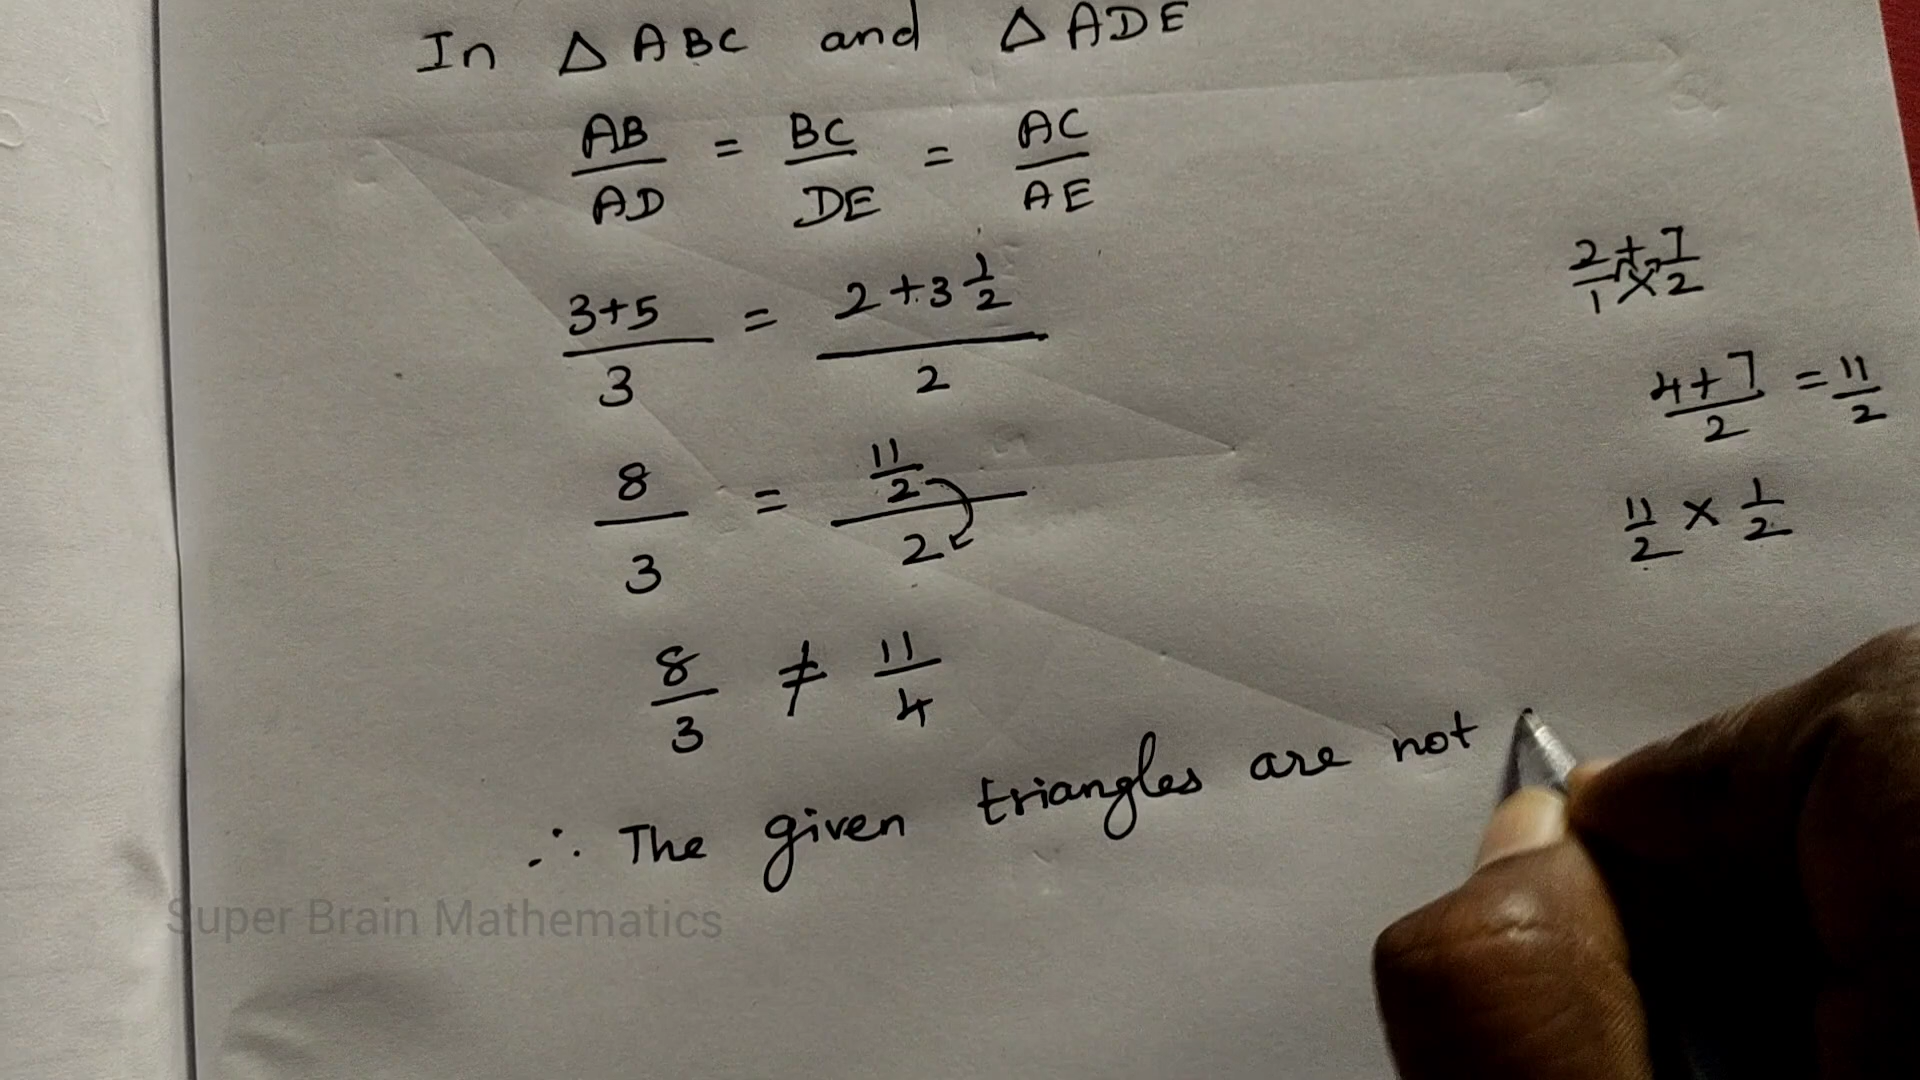 In △ ABC and △ ADE
AB/AD = BC/DE = AC/AE
3+5/3 = 2+3 1/2/2
8/3 = 11/2/2
8/3 ≠ 11/4
∴ The given triangles are not
2/1 + 7/2
4+7/2 = 11/2
11/2 × 1/2
Super Brain Mathematics